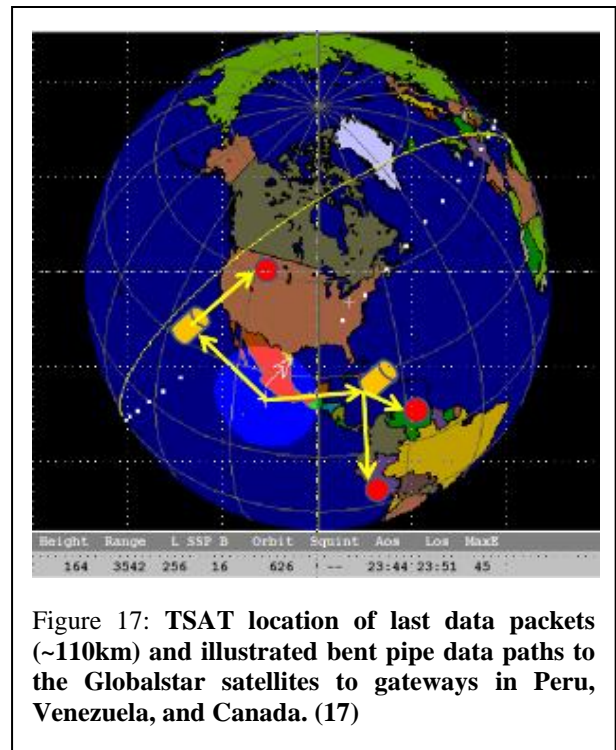 Height Range L SSP B Orbit Squint Aos Los MaxE
164 3542 256 16 626 -- 23:44 23:51 45
Figure 17: TSAT location of last data packets
(~110km) and illustrated bent pipe data paths to
the Globalstar satellites to gateways in Peru,
Venezuela, and Canada. (17)